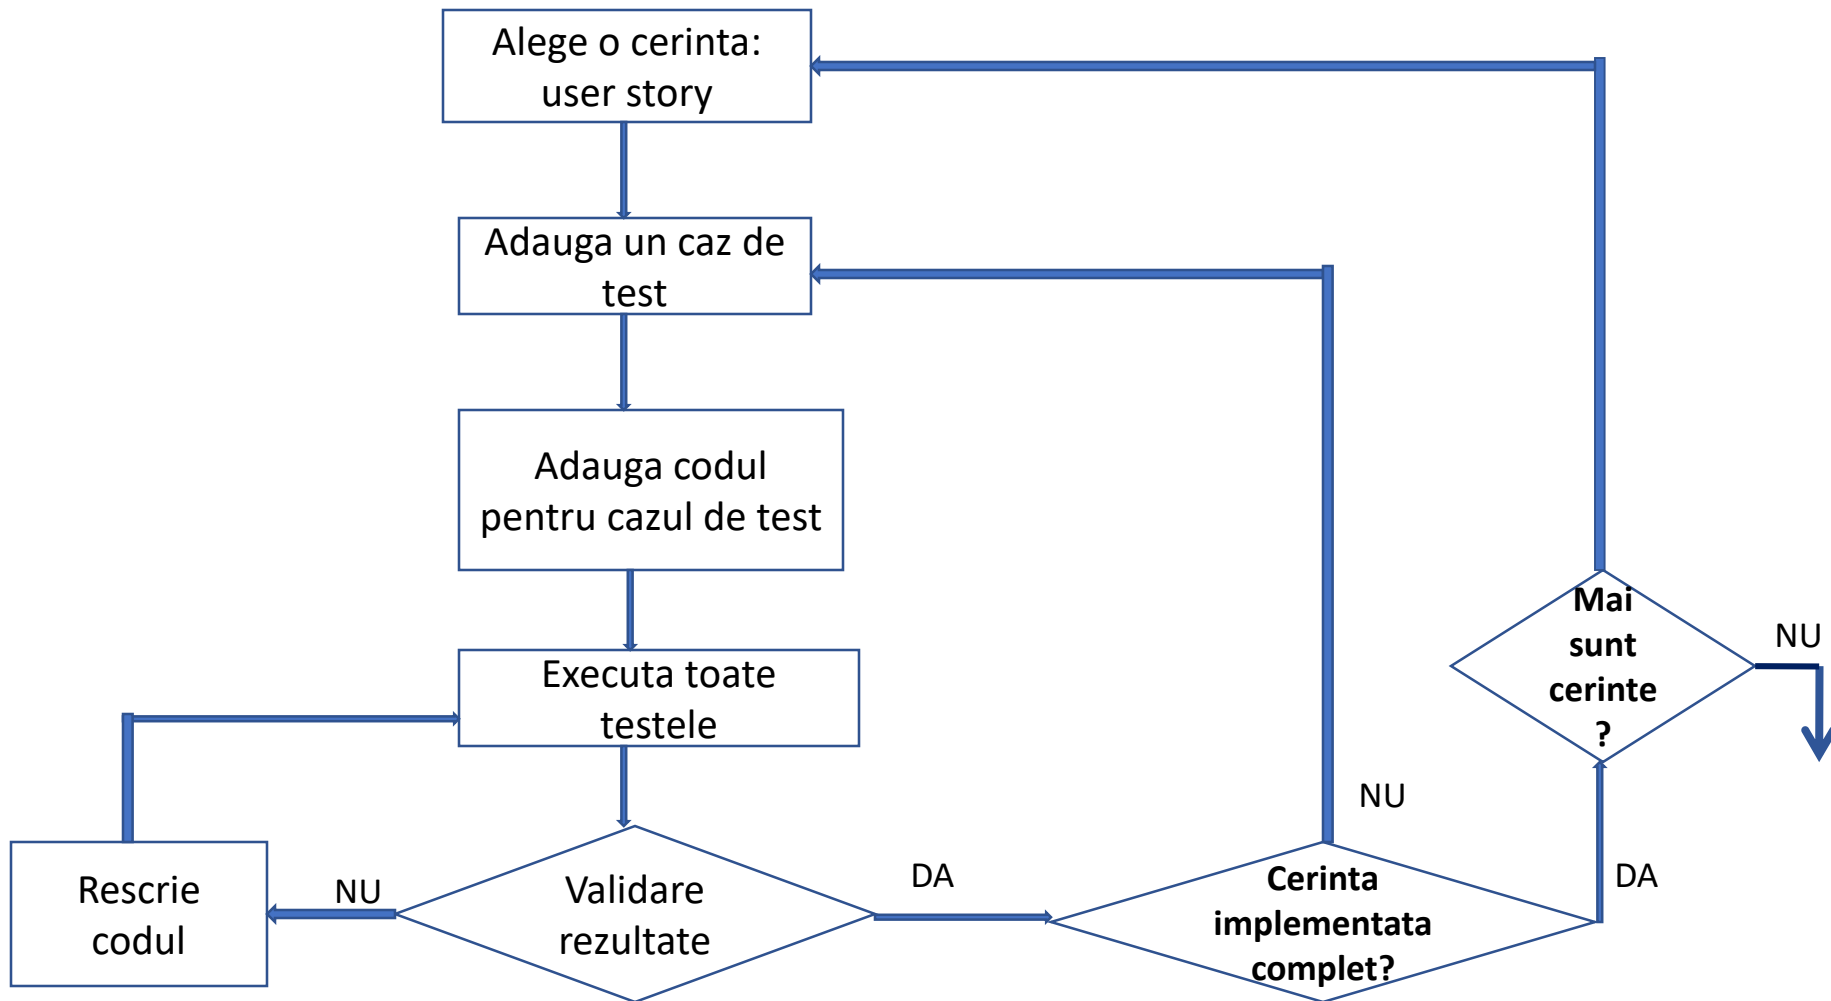 Alege o cerinta:
user story
Adauga un caz de
test
Adauga codul
pentru cazul de test
Executa toate
testele
Mai
sunt
cerinte
?
NU
NU
Rescrie
codul
NU
Validare
rezultate
DA
Cerinta
implementata
complet?
DA